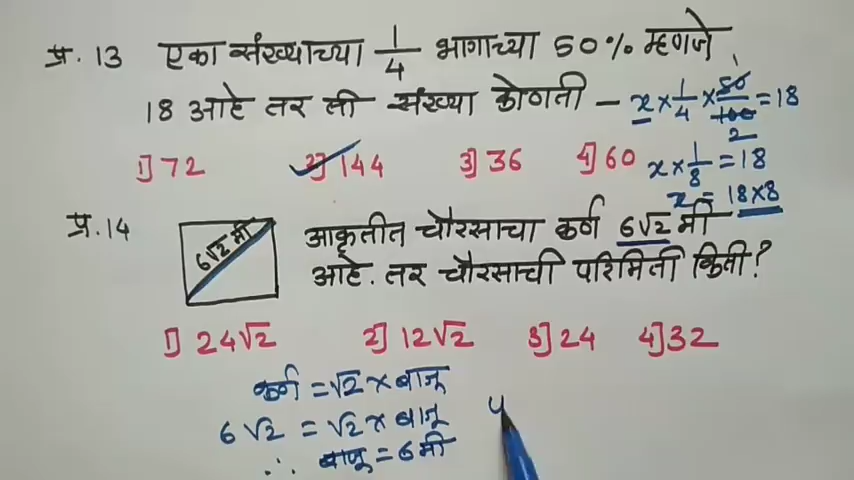 प्र. 13 एका संख्याच्या 1/4 भागाच्या 50% म्हणजे
18 आहे तर ती संख्या कोणती –
x × 1/4 × 50/100 = 18
1
2
1] 72 2] 144 3] 36 4] 60
x × 1/8 = 18
x = 18×8
प्र. 14 6√2 मी आकृतीत चौरसाचा कर्ण 6√2 मी
आहे. तर चौरसाची परिमिती किती?
1] 24√2 2] 12√2 3] 24 4] 32
कर्ण = √2 × बाजू
6√2 = √2 × बाजू
∴ बाजू = 6 मी